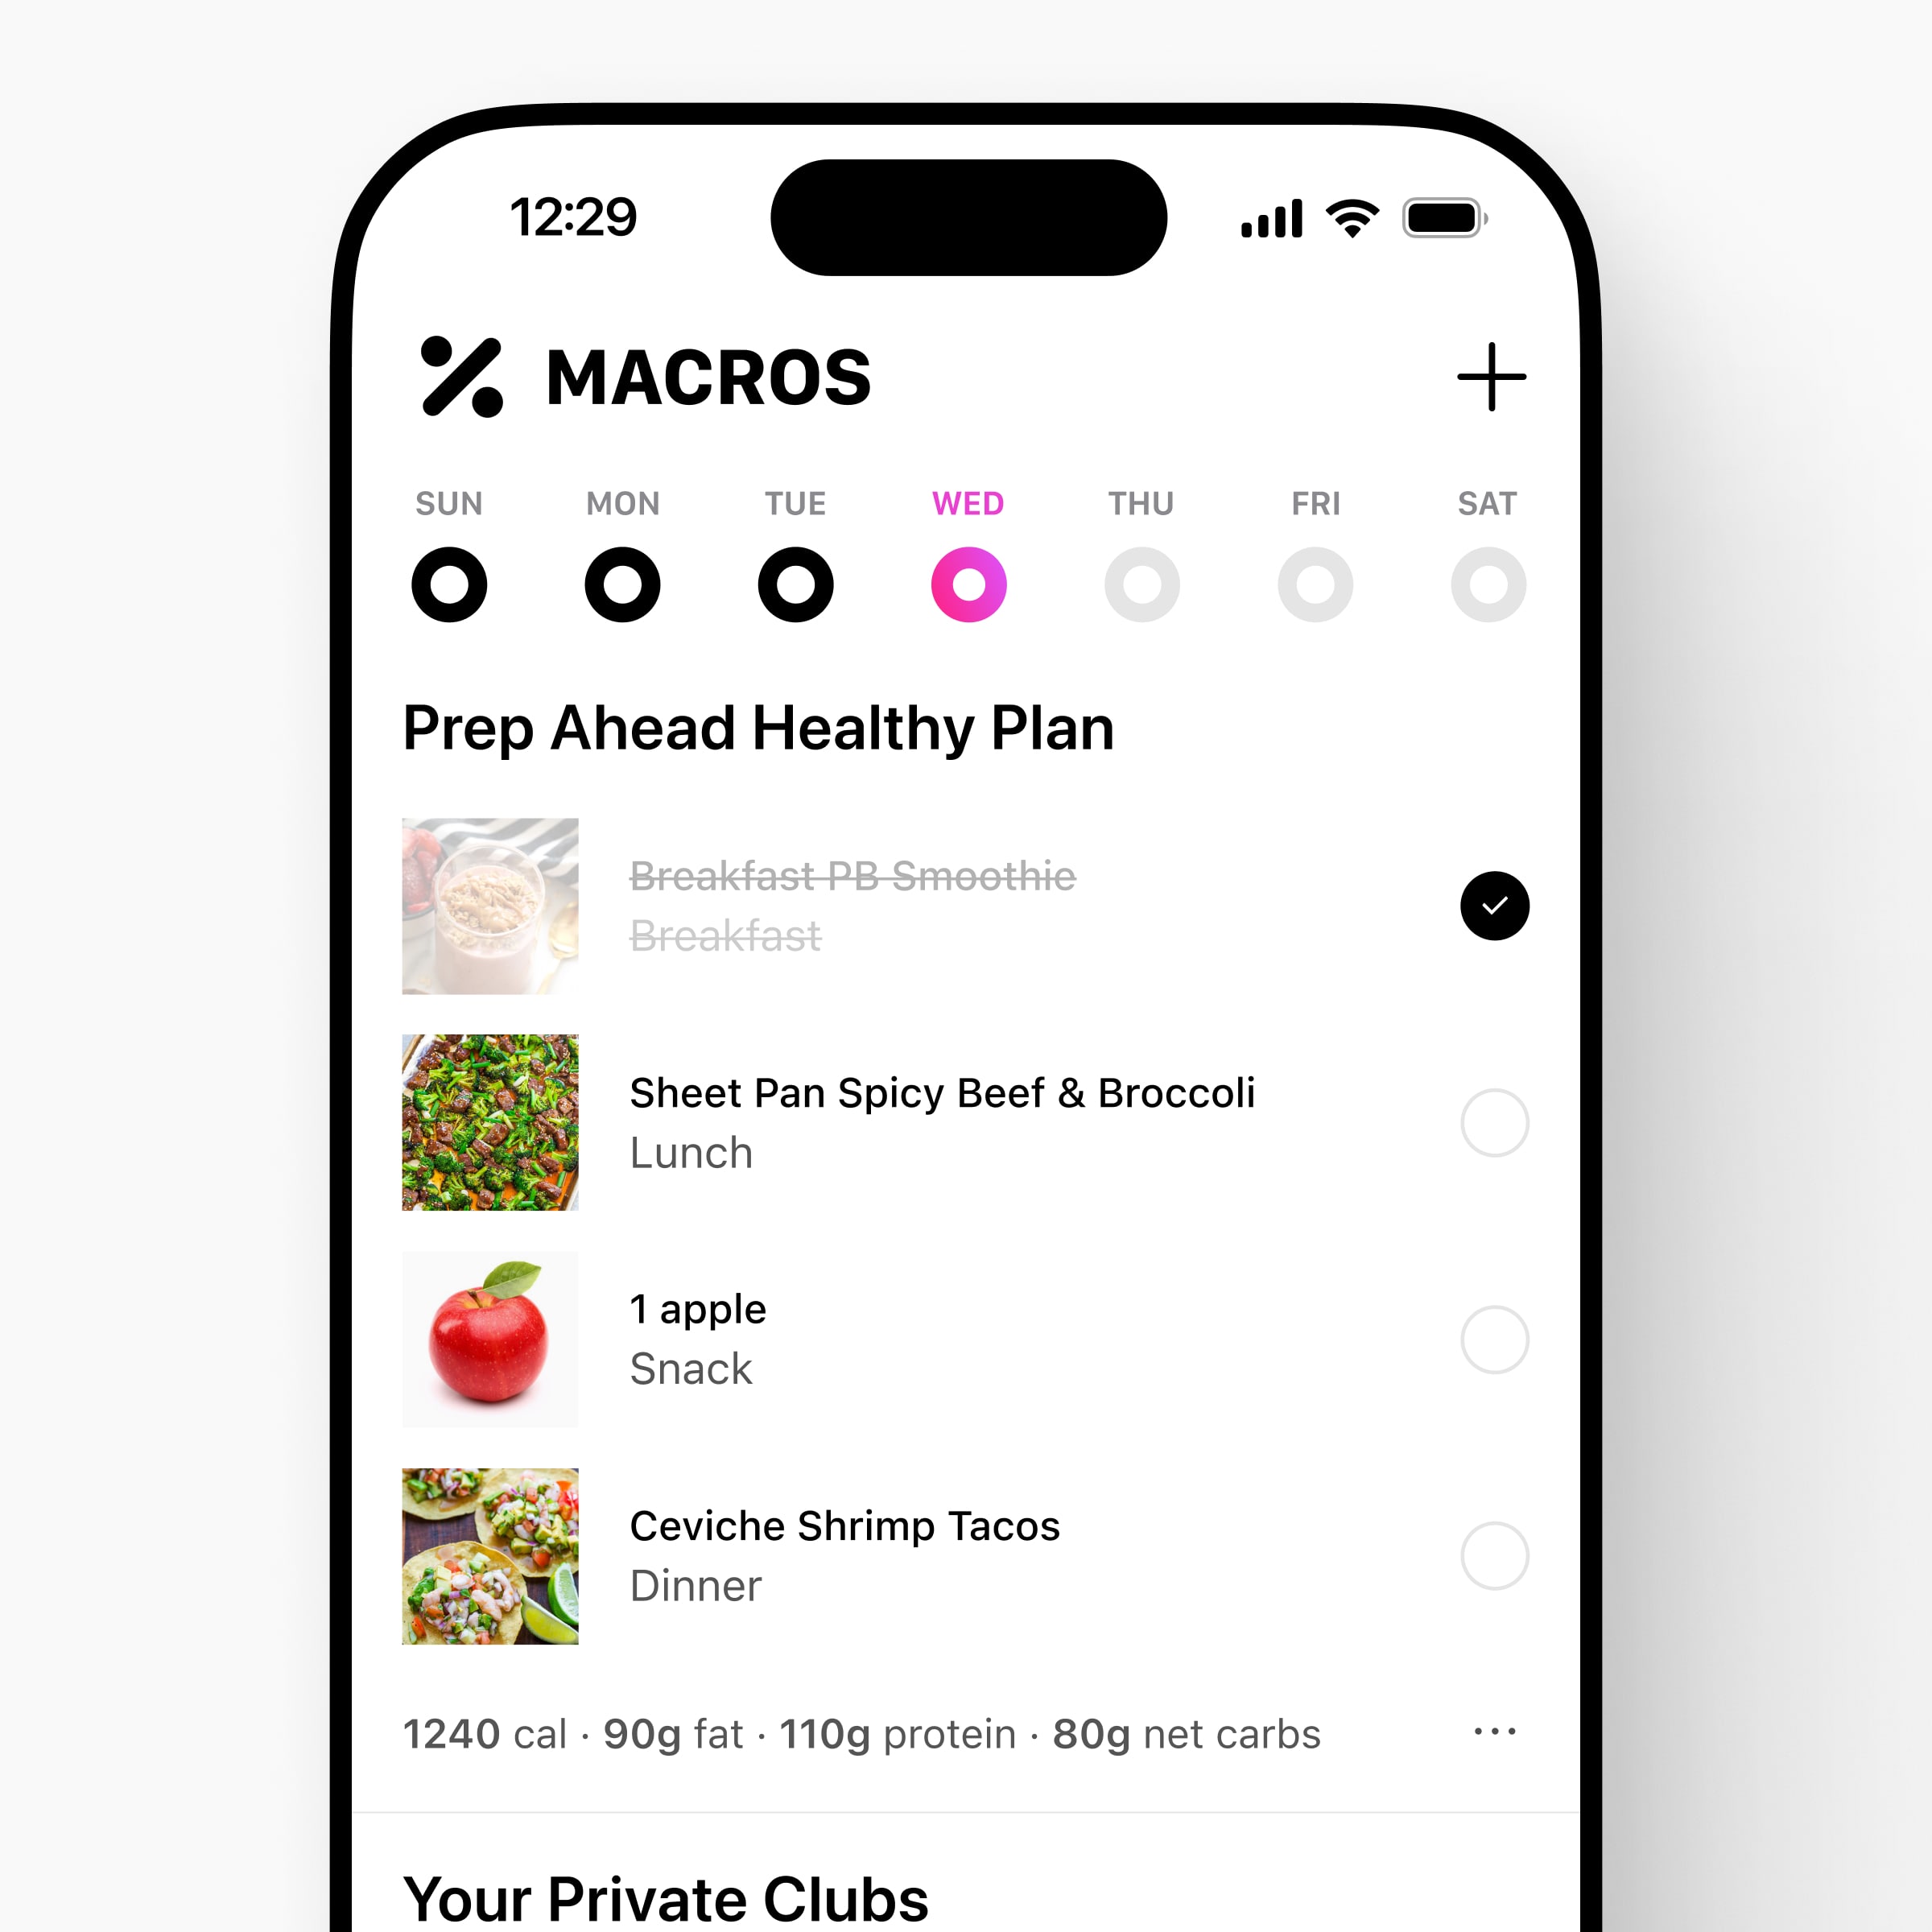 12:29
MACROS
SUN MON TUE WED THU FRI SAT
Prep Ahead Healthy Plan
Breakfast PB Smoothie
Breakfast
Sheet Pan Spicy Beef & Broccoli
Lunch
1 apple
Snack
Ceviche Shrimp Tacos
Dinner
1240 cal · 90g fat · 110g protein · 80g net carbs
Your Private Clubs